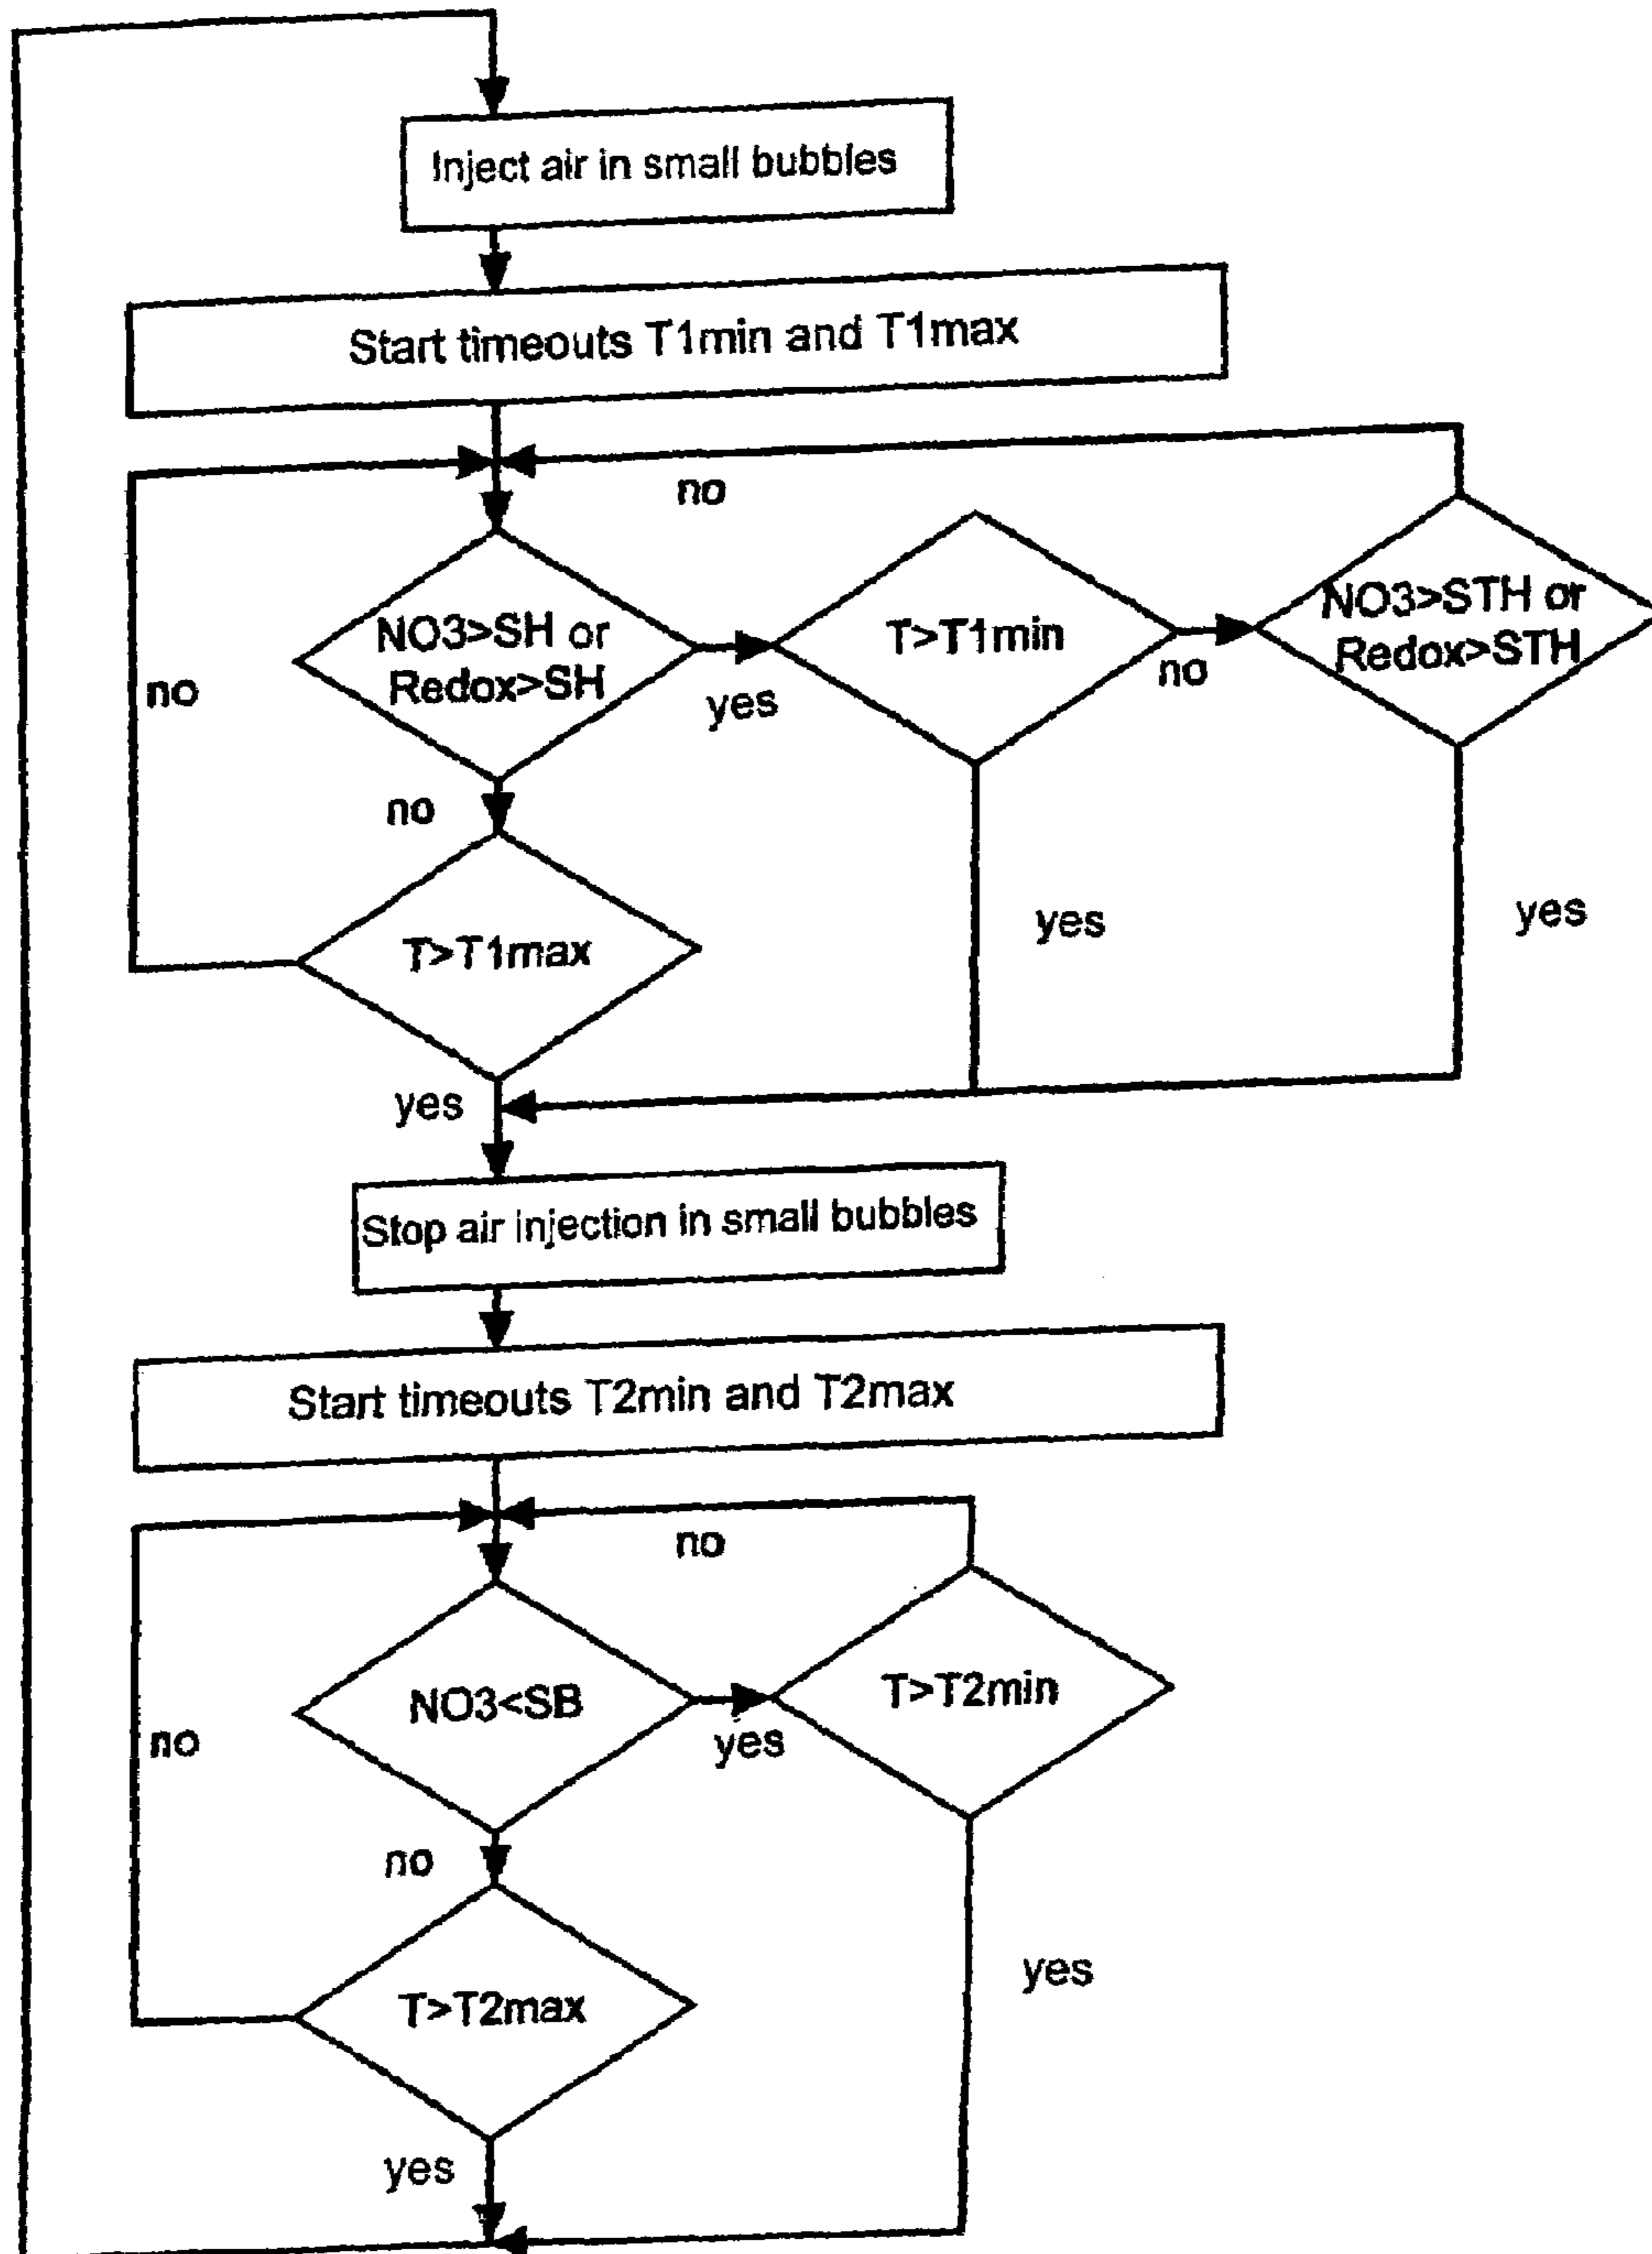 Inject air in small bubbles
Start timeouts T1min and T1max
no
NO3>SH or
Redox>SH
yes
T>T1min
no
NO3>STH or
Redox>STH
no
no
T>T1max
yes
yes
yes
Stop air injection in small bubbles
Start timeouts T2min and T2max
no
NO3<SB
yes
T>T2min
no
no
T>T2max
yes
yes